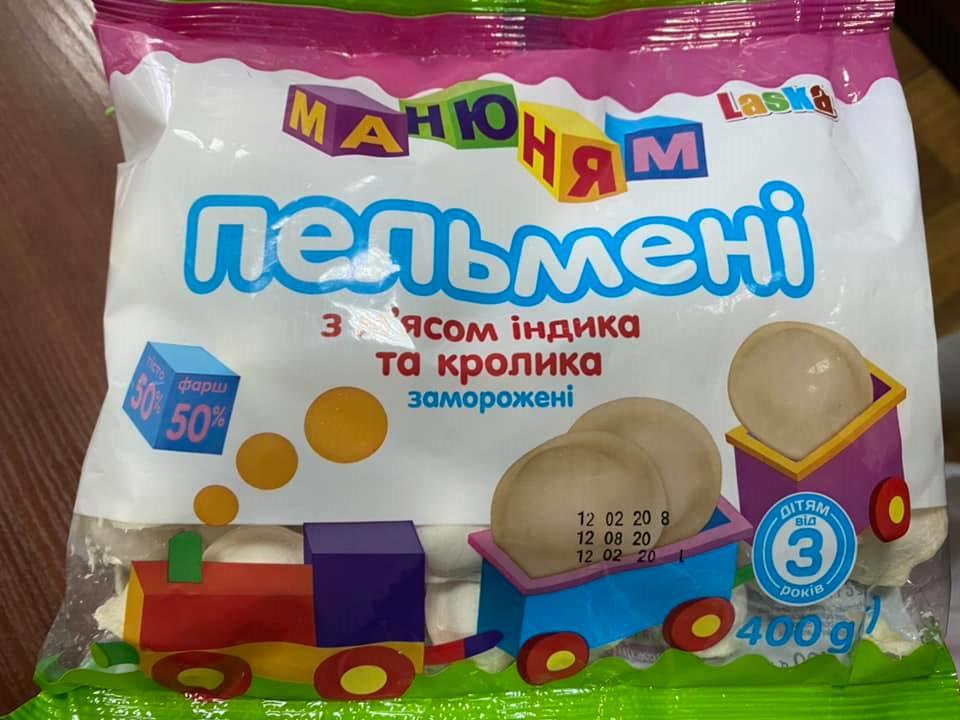 МАНЮНЯМ
Laska
пельмені
з м'ясом індика
та кролика
заморожені
тісто
50%
фарш
50%
12 02 20 8
12 08 20
12 02 20 L
ДІТЯМ
від
3
років
400 g